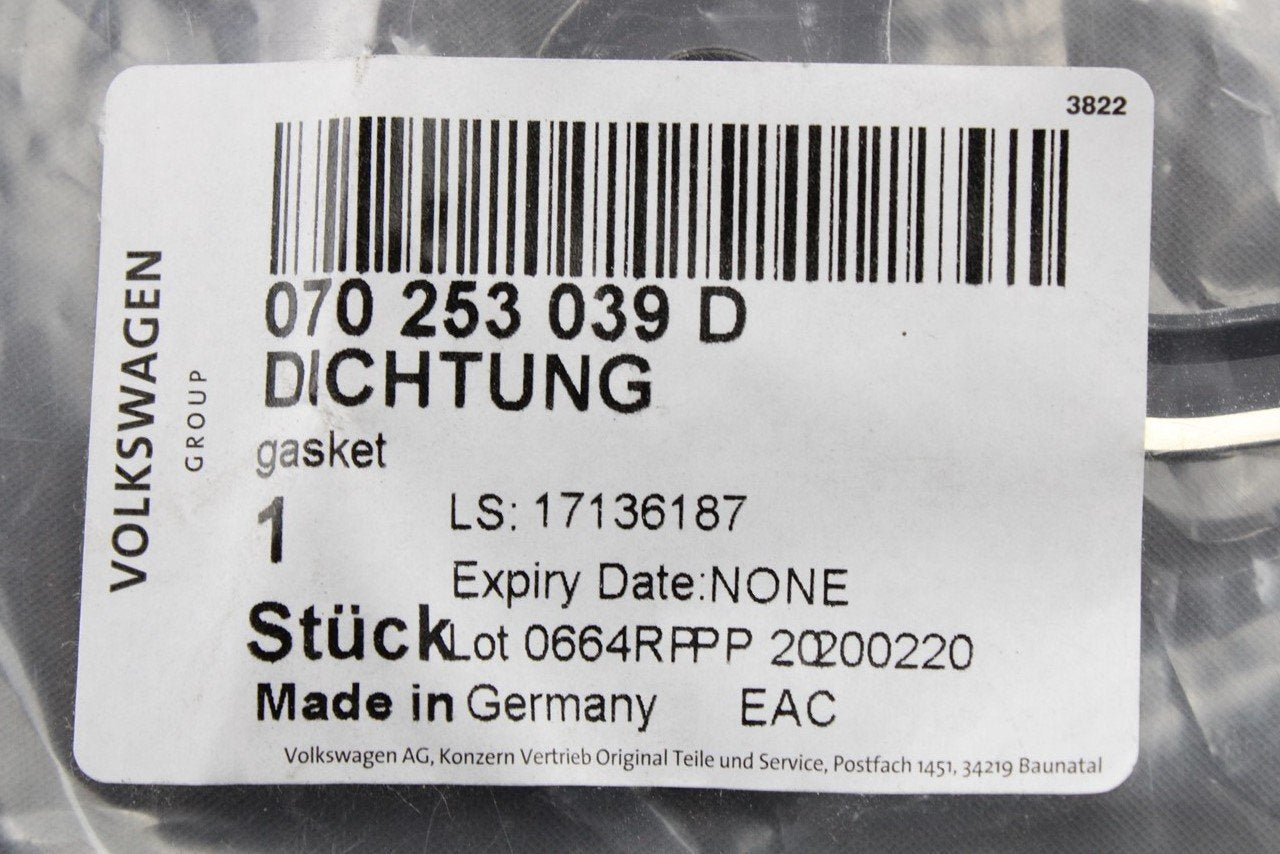 3822
VOLKSWAGEN
GROUP
070 253 039 D
DICHTUNG
gasket
1
LS: 17136187
Expiry Date:NONE
Stück
Lot 0664RPPPP 20200220
Made in Germany EAC
Volkswagen AG, Konzern Vertrieb Original Teile und Service, Postfach 1451, 34219 Baunatal